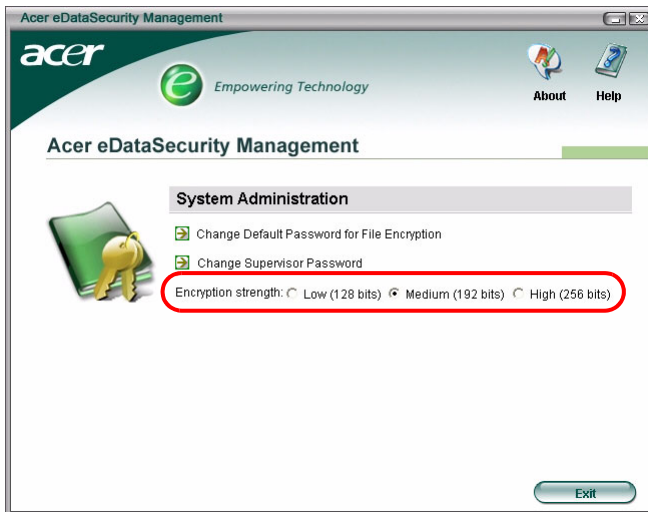 Acer eDataSecurity Management
acer
e Empowering Technology
About Help
Acer eDataSecurity Management
System Administration
Change Default Password for File Encryption
Change Supervisor Password
Encryption strength: Low (128 bits) Medium (192 bits) High (256 bits)
Exit